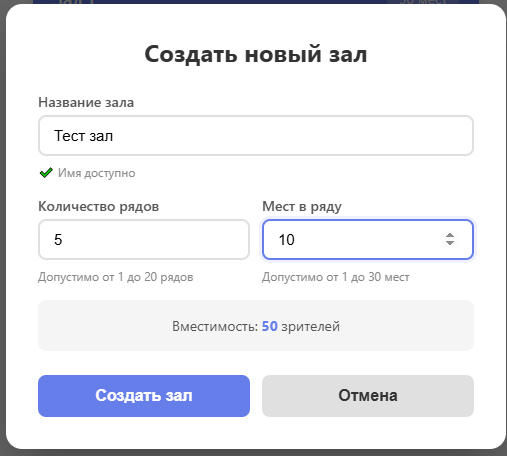 Создать новый зал
Название зала
Тест зал
Имя доступно
Количество рядов
Мест в ряду
5
10
Допустимо от 1 до 20 рядов
Допустимо от 1 до 30 мест
Вместимость: 50 зрителей
Создать зал
Отмена